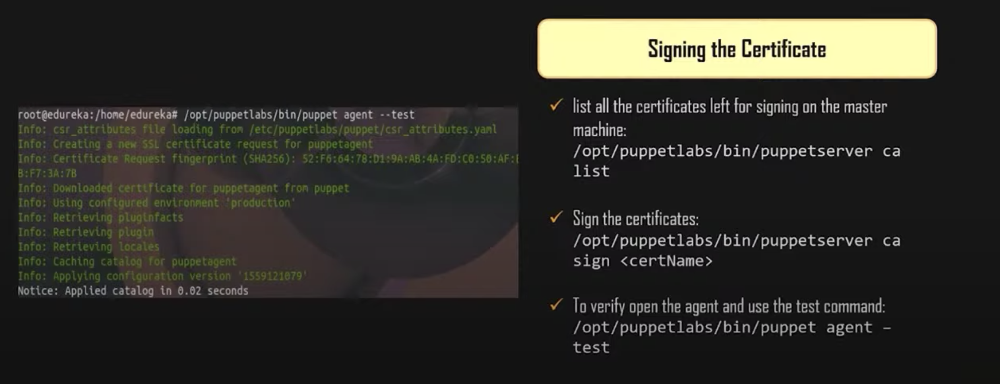 root@edureka:/home/edureka# /opt/puppetlabs/bin/puppet agent --test
Info: csr_attributes file loading from /etc/puppetlabs/puppet/csr_attributes.yaml
Info: Creating a new SSL certificate request for puppetagent
Info: Certificate Request fingerprint (SHA256): 52:F6:64:78:D1:9A:AB:4A:FD:C0:50:AF:
B:F7:3A:7B
Info: Downloaded certificate for puppetagent from puppet
Info: Using configured environment 'production'
Info: Retrieving pluginfacts
Info: Retrieving plugin
Info: Retrieving locales
Info: Caching catalog for puppetagent
Info: Applying configuration version '1559121079'
Notice: Applied catalog in 0.02 seconds
Signing the Certificate
✓ list all the certificates left for signing on the master
machine:
/opt/puppetlabs/bin/puppetserver ca
list
✓ Sign the certificates:
/opt/puppetlabs/bin/puppetserver ca
sign <certName>
✓ To verify open the agent and use the test command:
/opt/puppetlabs/bin/puppet agent –
test